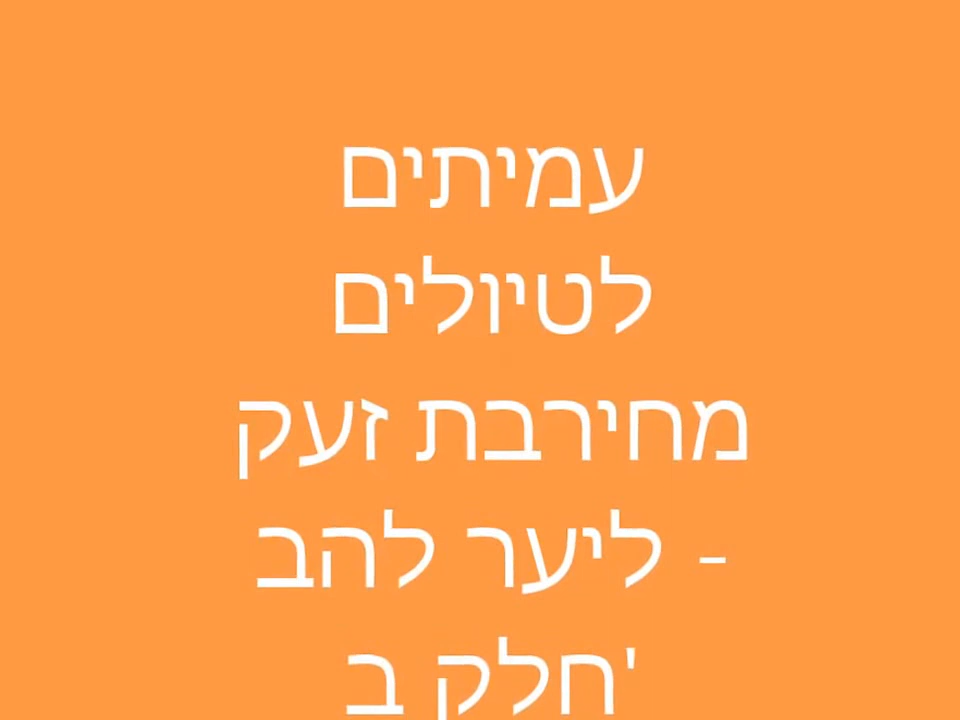 עמיתים
לטיולים
מחירבת זעק
- ליער להב
'חלק ב